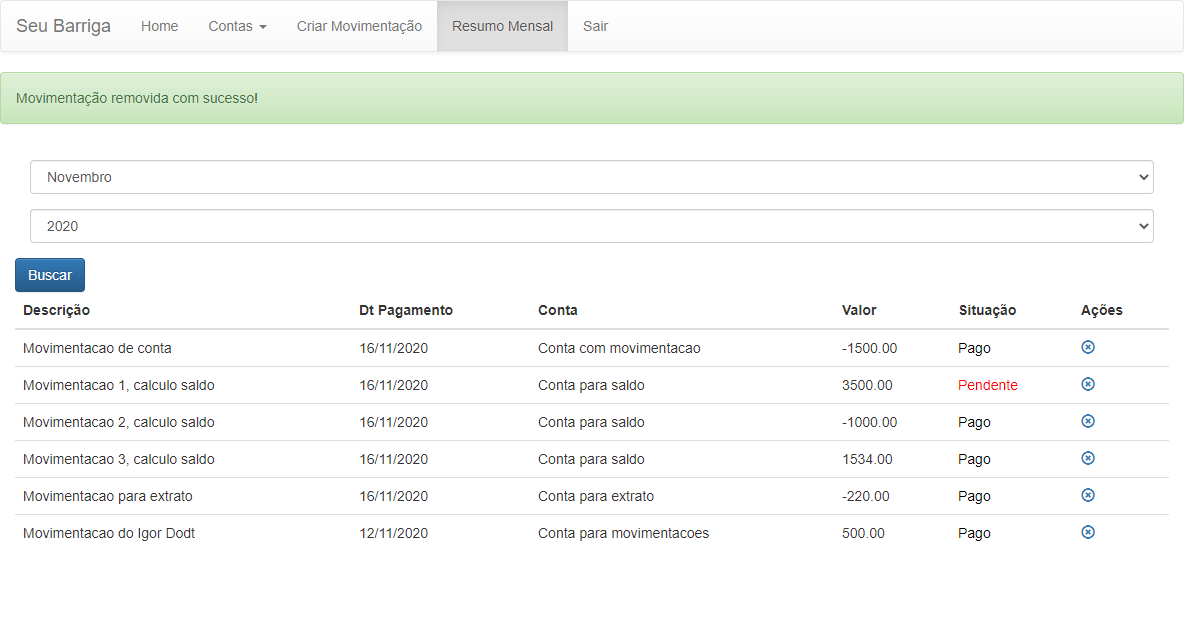 Seu Barriga Home Contas Criar Movimentação Resumo Mensal Sair
Movimentação removida com sucesso!
Novembro
2020
Buscar
Descrição Dt Pagamento Conta Valor Situação Ações
Movimentacao de conta 16/11/2020 Conta com movimentacao -1500.00 Pago
Movimentacao 1, calculo saldo 16/11/2020 Conta para saldo 3500.00 Pendente
Movimentacao 2, calculo saldo 16/11/2020 Conta para saldo -1000.00 Pago
Movimentacao 3, calculo saldo 16/11/2020 Conta para saldo 1534.00 Pago
Movimentacao para extrato 16/11/2020 Conta para extrato -220.00 Pago
Movimentacao do Igor Dodt 12/11/2020 Conta para movimentacoes 500.00 Pago